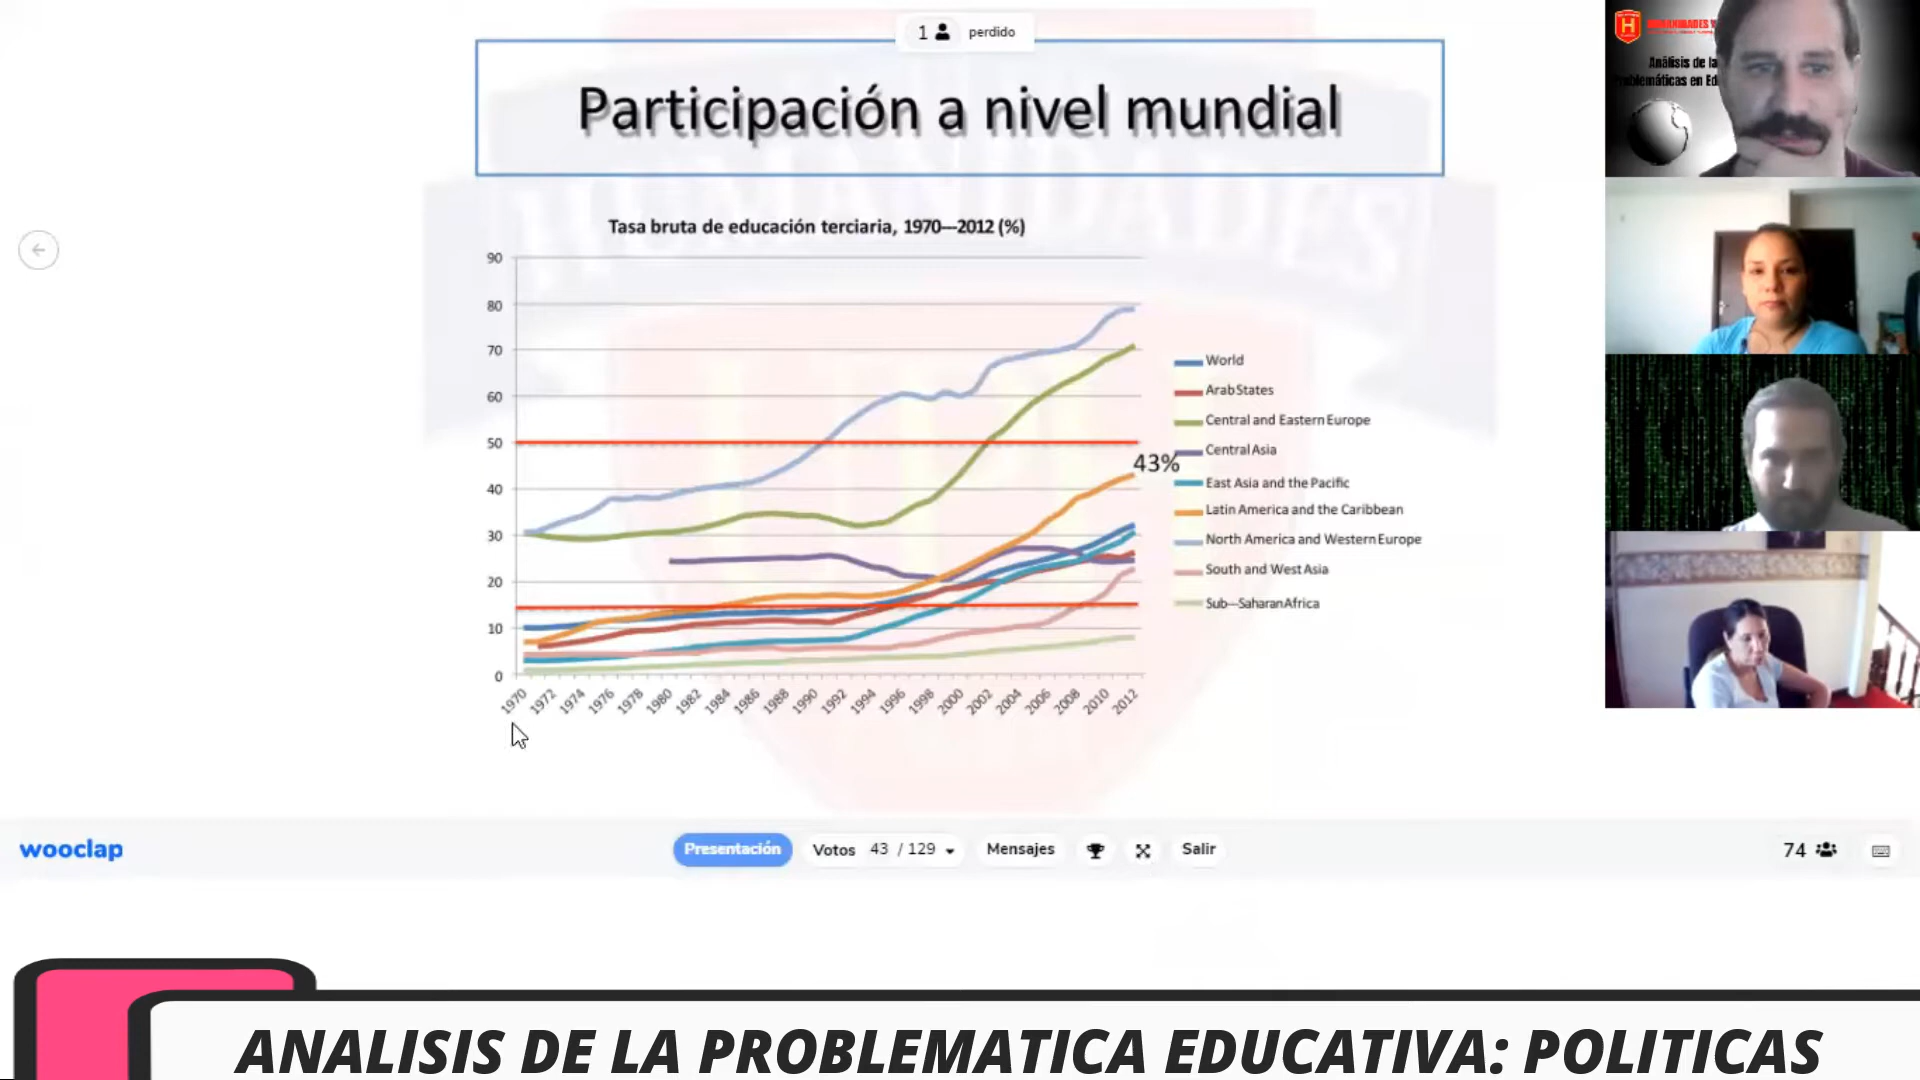 1 perdido
Participación a nivel mundial
HUMANIDADES
Tasa bruta de educación terciaria, 1970—2012 (%)
90
80
70
60
50
40
30
20
10
0
1970 1972 1974 1976 1978 1980 1982 1984 1986 1988 1990 1992 1994 1996 1998 2000 2002 2004 2006 2008 2010 2012
43%
World
Arab States
Central and Eastern Europe
Central Asia
East Asia and the Pacific
Latin America and the Caribbean
North America and Western Europe
South and West Asia
Sub—Saharan Africa
H
Análisis de la
wooclap
Presentación
Votos 43 / 129
Mensajes
Salir
74
ANALISIS DE LA PROBLEMATICA EDUCATIVA: POLITICAS